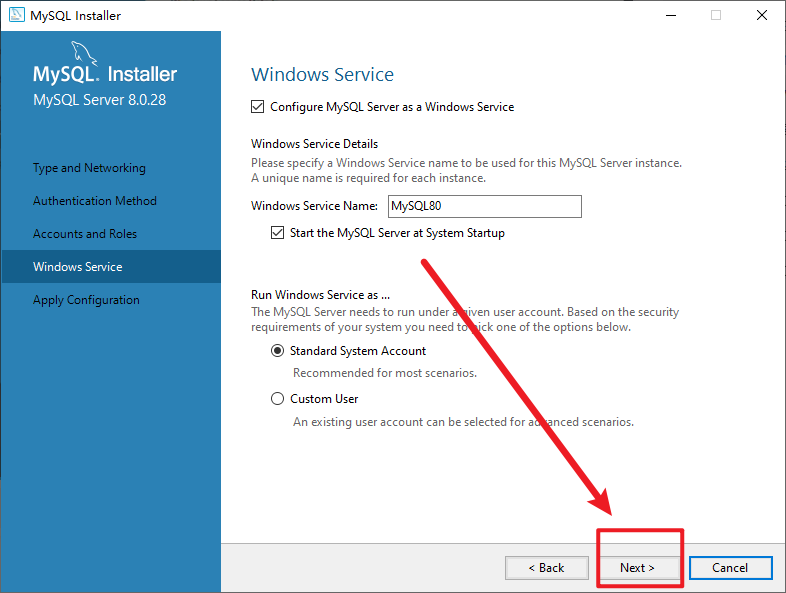 MySQL Installer
MySQL. Installer
MySQL Server 8.0.28
Type and Networking
Authentication Method
Accounts and Roles
Windows Service
Apply Configuration
Windows Service
Configure MySQL Server as a Windows Service
Windows Service Details
Please specify a Windows Service name to be used for this MySQL Server instance.
A unique name is required for each instance.
Windows Service Name: MySQL80
Start the MySQL Server at System Startup
Run Windows Service as ...
The MySQL Server needs to run under a given user account. Based on the security
requirements of your system you need to pick one of the options below.
Standard System Account
Recommended for most scenarios.
Custom User
An existing user account can be selected for advanced scenarios.
< Back Next > Cancel